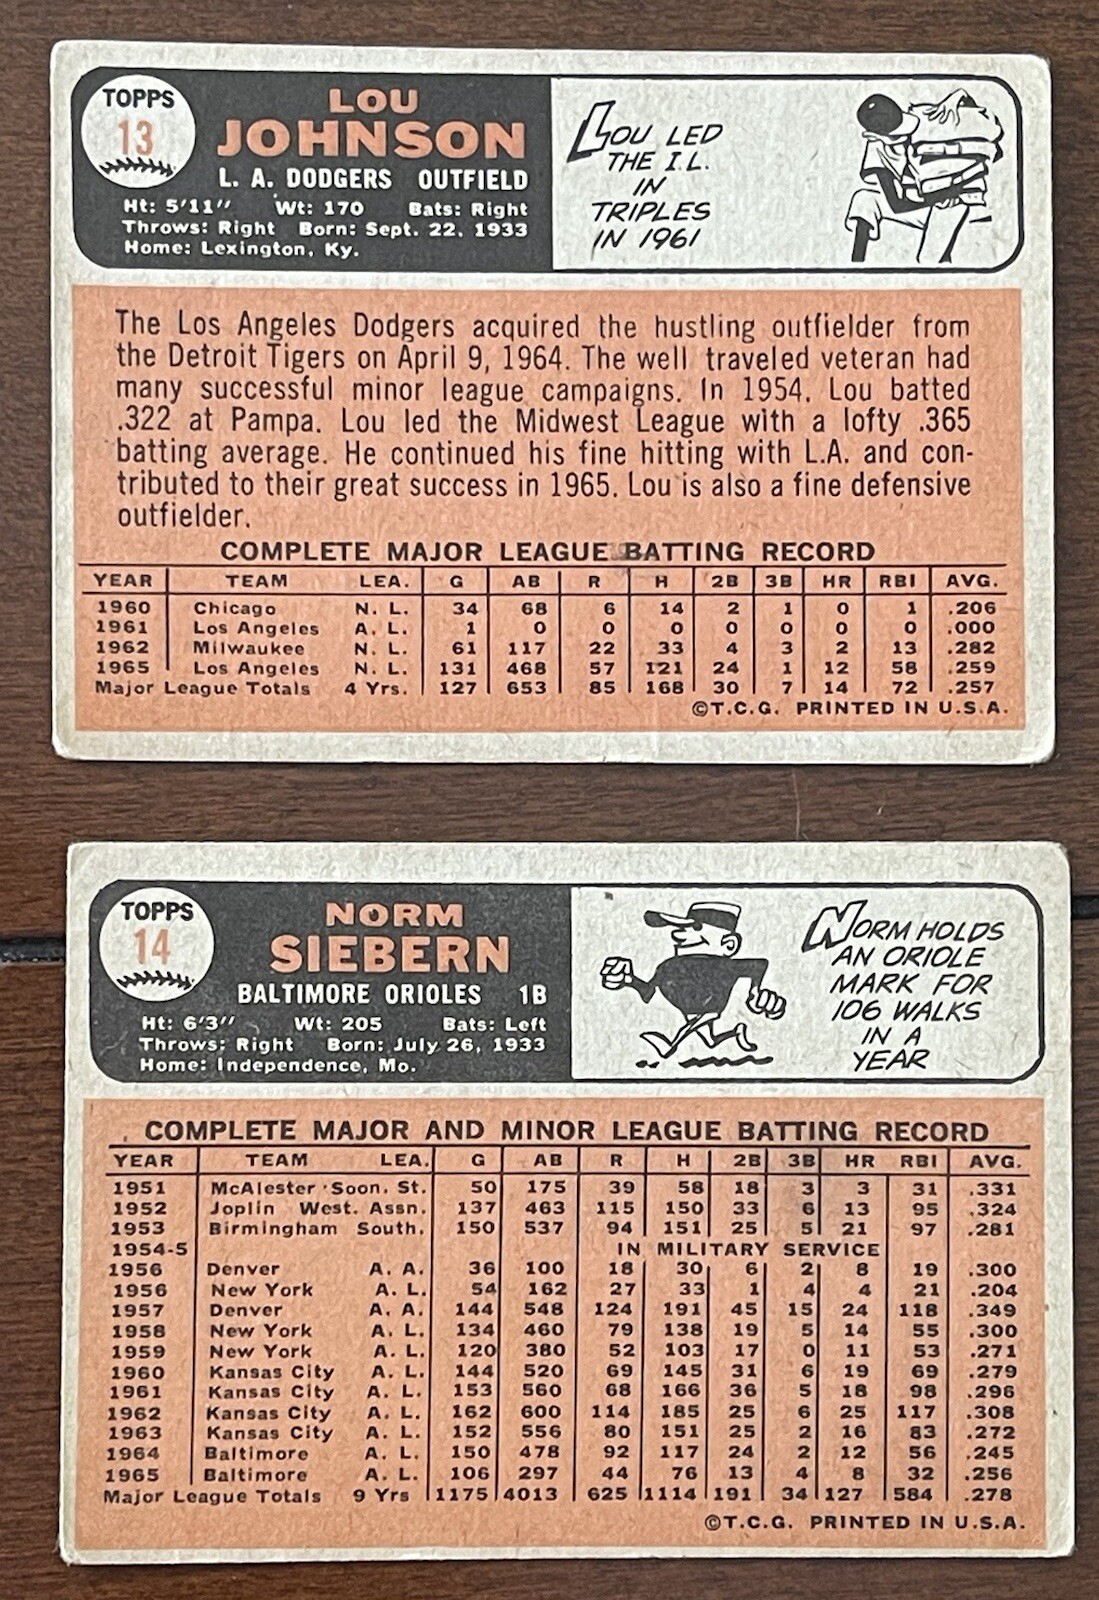 TOPPS
13
LOU
JOHNSON
L. A. DODGERS OUTFIELD
Ht: 5'11" Wt: 170 Bats: Right
Throws: Right Born: Sept. 22, 1933
Home: Lexington, Ky.
LOU LED
THE I.L.
IN
TRIPLES
IN 1961
The Los Angeles Dodgers acquired the hustling outfielder from
the Detroit Tigers on April 9, 1964. The well traveled veteran had
many successful minor league campaigns. In 1954, Lou batted
.322 at Pampa. Lou led the Midwest League with a lofty .365
batting average. He continued his fine hitting with L.A. and con-
tributed to their great success in 1965. Lou is also a fine defensive
outfielder.
COMPLETE MAJOR LEAGUE BATTING RECORD
YEAR TEAM LEA. G AB R H 2B 3B HR RBI AVG.
1960 Chicago N. L. 34 68 6 14 2 1 0 1 .206
1961 Los Angeles A. L. 1 0 0 0 0 0 0 0 .000
1962 Milwaukee N. L. 61 117 22 33 4 3 2 13 .282
1965 Los Angeles N. L. 131 468 57 121 24 1 12 58 .259
Major League Totals 4 Yrs. 127 653 85 168 30 7 14 72 .257
©T.C.G. PRINTED IN U.S.A.
TOPPS
14
NORM
SIEBERN
BALTIMORE ORIOLES 1B
Ht: 6'3" Wt: 205 Bats: Left
Throws: Right Born: July 26, 1933
Home: Independence, Mo.
NORM HOLDS
AN ORIOLE
MARK FOR
106 WALKS
IN A
YEAR
COMPLETE MAJOR AND MINOR LEAGUE BATTING RECORD
YEAR TEAM LEA. G AB R H 2B 3B HR RBI AVG.
1951 McAlester Soon. St. 50 175 39 58 18 3 3 31 .331
1952 Joplin West. Assn. 137 463 115 150 33 6 13 95 .324
1953 Birmingham South. 150 537 94 151 25 5 21 97 .281
1954-5 IN MILITARY SERVICE
1956 Denver A. A. 36 100 18 30 6 2 8 19 .300
1956 New York A. L. 54 162 27 33 1 4 4 21 .204
1957 Denver A. A. 144 548 124 191 45 15 24 118 .349
1958 New York A. L. 134 460 79 138 19 5 14 55 .300
1959 New York A. L. 120 380 52 103 17 0 11 53 .271
1960 Kansas City A. L. 144 520 69 145 31 6 19 69 .279
1961 Kansas City A. L. 153 560 68 166 36 5 18 98 .296
1962 Kansas City A. L. 162 600 114 185 25 6 25 117 .308
1963 Kansas City A. L. 152 556 80 151 25 2 16 83 .272
1964 Baltimore A. L. 150 478 92 117 24 2 12 56 .245
1965 Baltimore A. L. 106 297 44 76 13 4 8 32 .256
Major League Totals 9 Yrs 1175 4013 625 1114 191 34 127 584 .278
©T.C.G. PRINTED IN U.S.A.